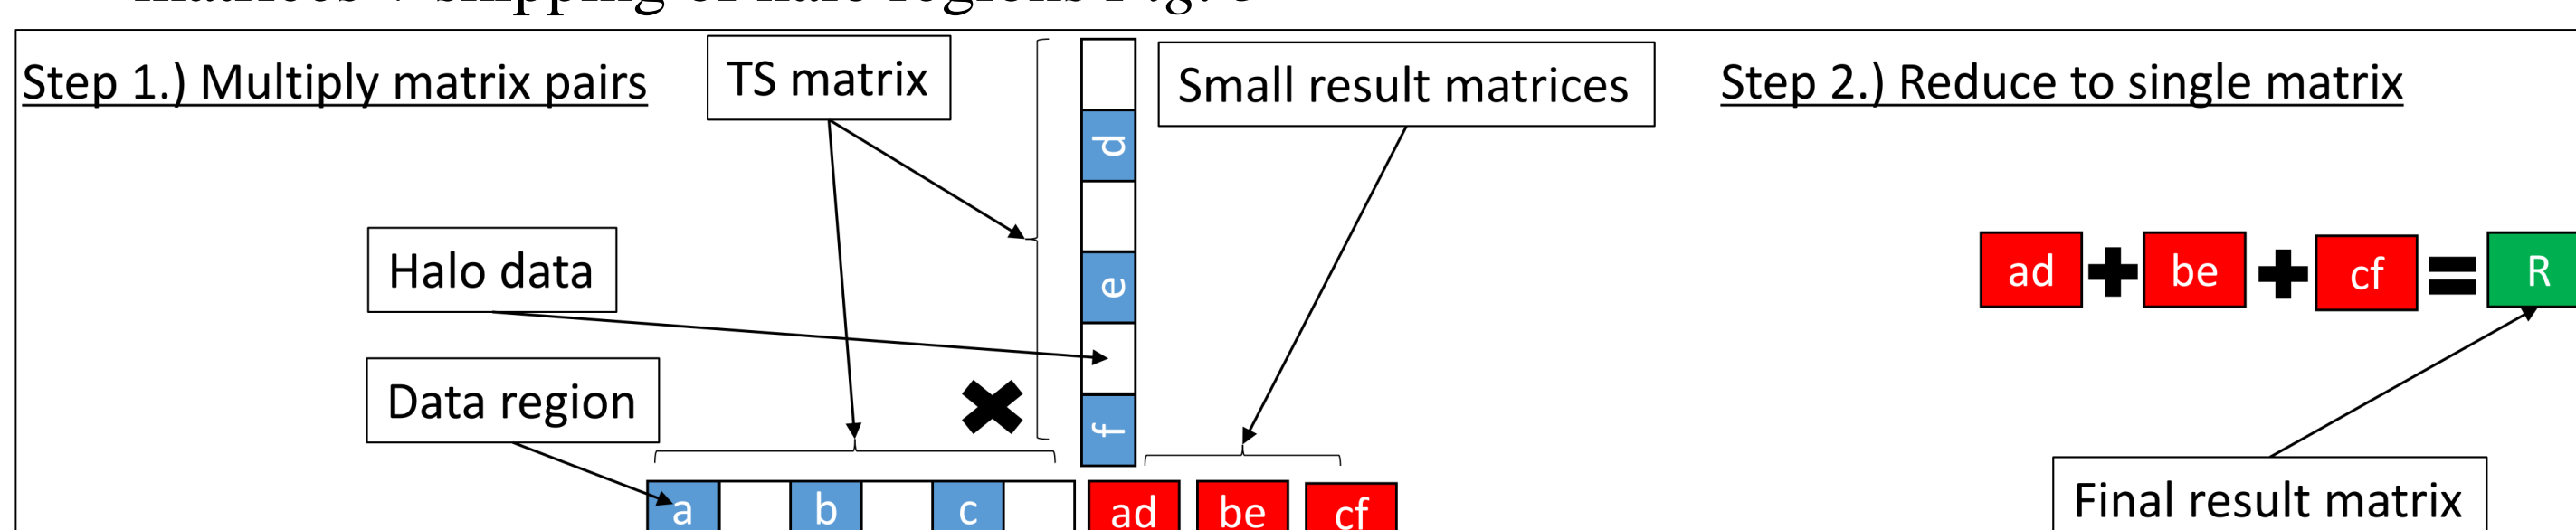 Step 1.) Multiply matrix pairs
TS matrix
Small result matrices
Step 2.) Reduce to single matrix
d
Halo data
e
ad
be
cf
R
Data region
f
a
b
c
ad
be
cf
Final result matrix